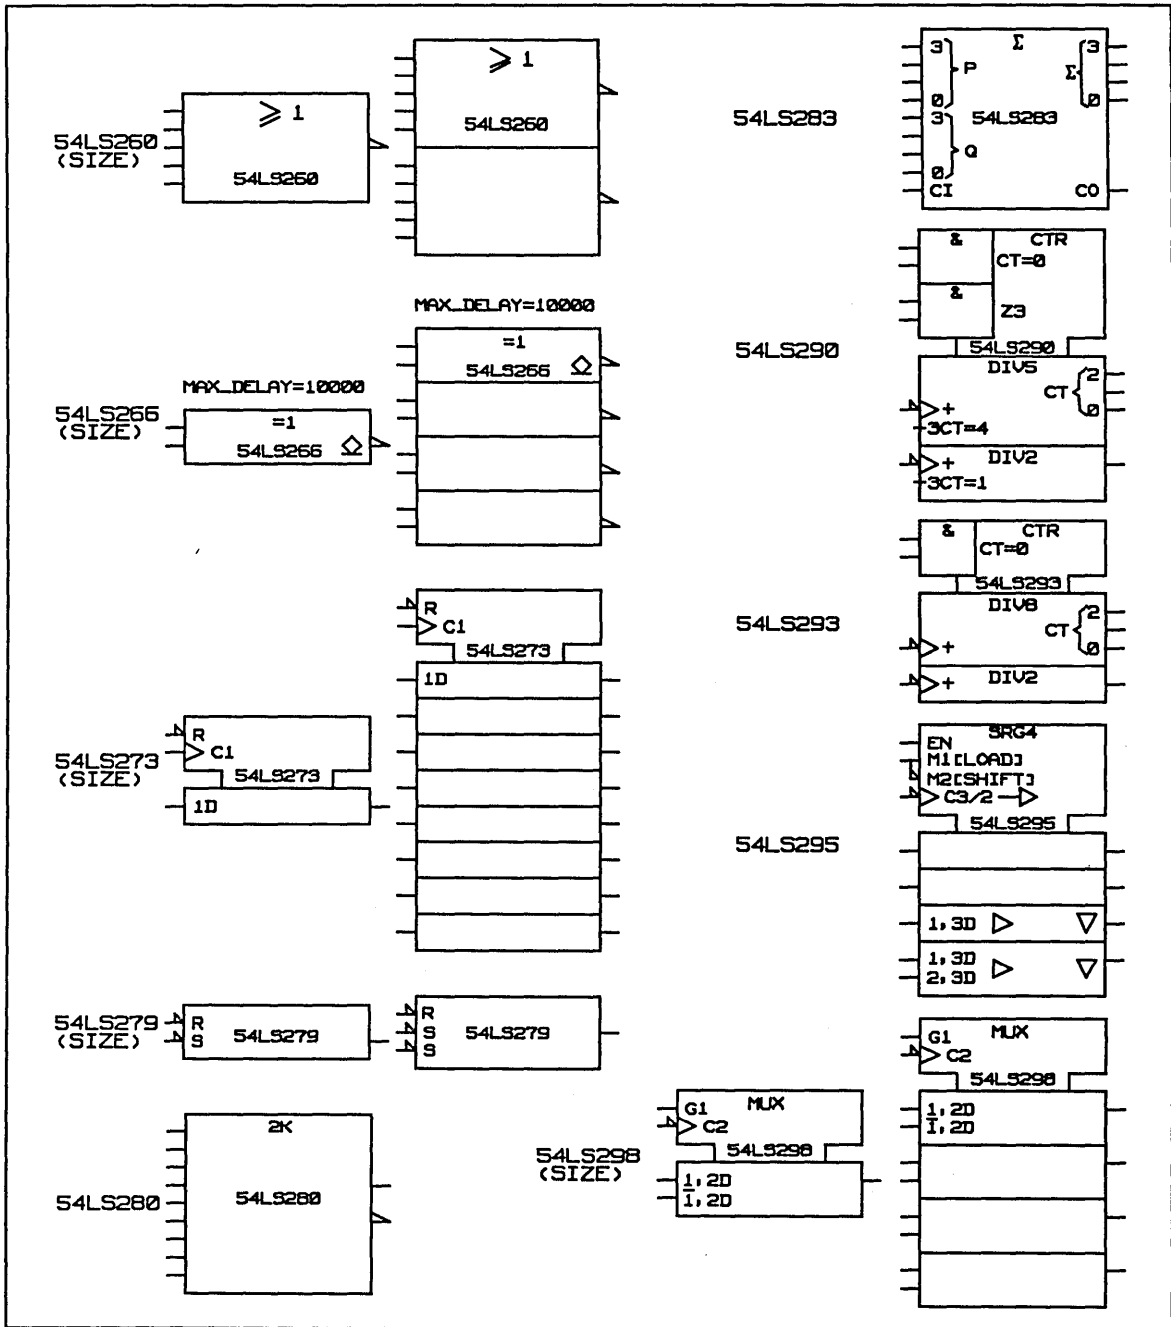 54LS260
(SIZE)
≥ 1
54LS260
≥ 1
54LS260
MAX_DELAY=10000
54LS266
(SIZE)
MAX_DELAY=10000
=1
54LS266
=1
54LS266
54LS273
(SIZE)
R
C1
54LS273
1D
R
C1
54LS273
1D
54LS279
(SIZE)
R
S
54LS279
R
S
S
54LS279
54LS280
2K
54LS280
54LS283
Σ
3
P
0
3
Q
0
CI
54LS283
3
Σ
0
CO
54LS290
&
CTR
CT=0
&
Z3
54LS290
DIV5
+
3CT=4
CT
2
0
DIV2
+
3CT=1
54LS293
&
CTR
CT=0
54LS293
DIV8
+
CT
2
0
DIV2
+
54LS295
SRG4
EN
M1[LOAD]
M2[SHIFT]
C3/2
54LS295
1,3D
1,3D
2,3D
54LS298
(SIZE)
MUX
G1
C2
54LS298
1,2D
1̅,2D
MUX
G1
C2
54LS298
1,2D
1̅,2D